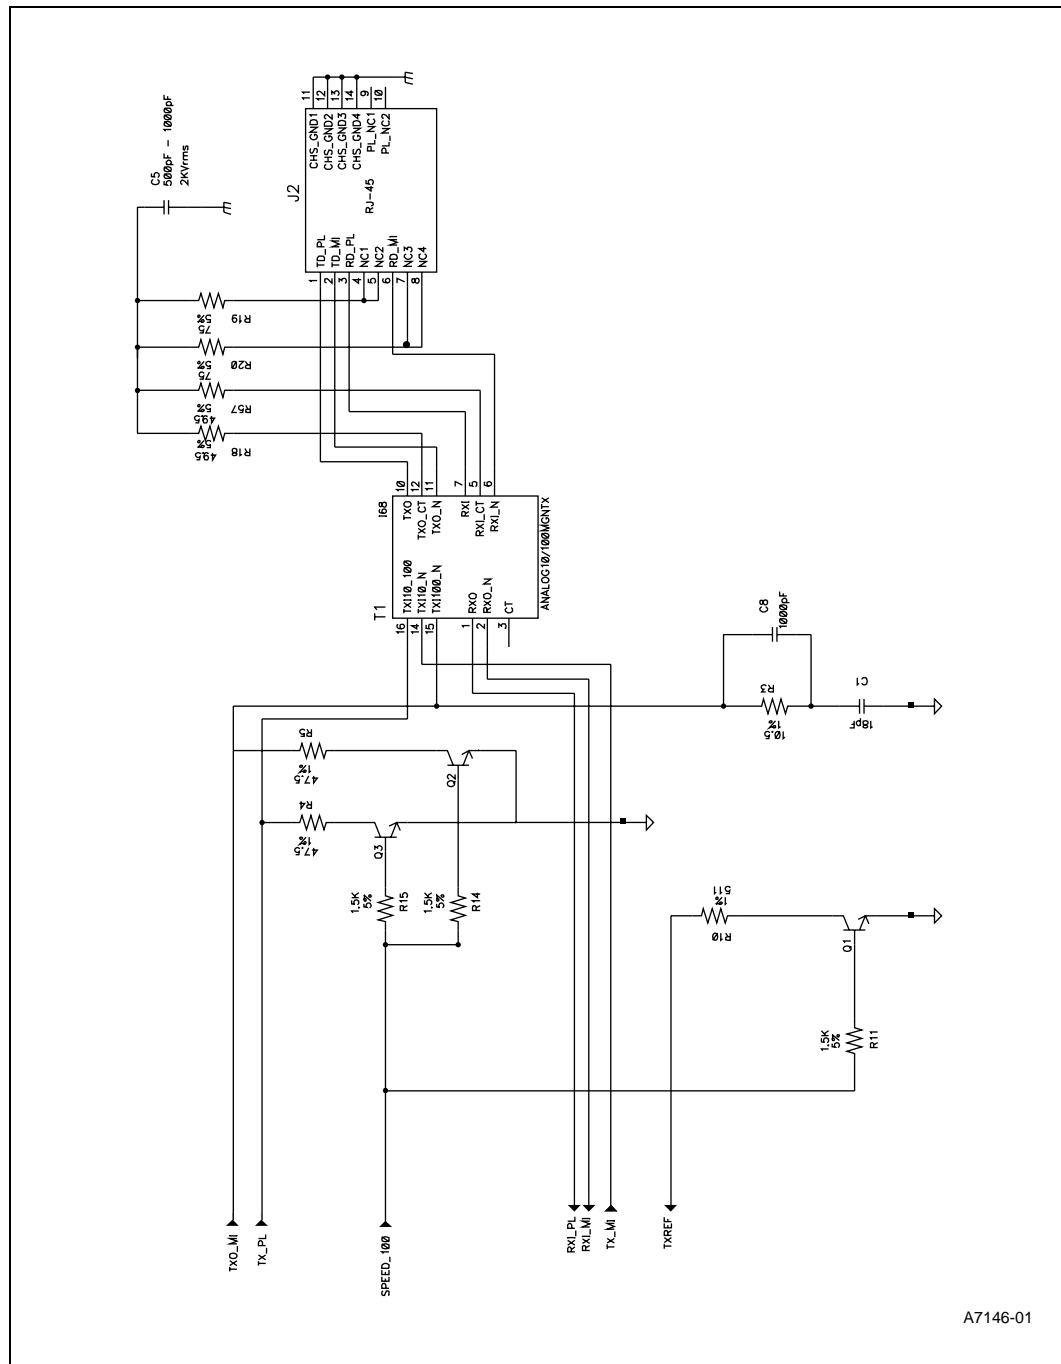 C5
500pF - 1000pF
2KVrms
J2
11
12
13
14
9
10
CHS_GND1
CHS_GND2
CHS_GND3
CHS_GND4
PL_NC1
PL_NC2
RJ-45
TD_PL
TD_MI
RD_PL
NC1
NC2
RD_MI
NC3
NC4
1
2
3
4
5
6
7
8
R19
75
5%
R20
75
5%
R57
495
5%
R18
495
5%
T1
I68
10
12
11
7
5
6
TXO
TXO_CT
TXO_N
RXI
RXI_CT
RXI_N
TXI10_100
TXI10_N
TXI100_N
RXO
RXO_N
CT
ANALOG10/100MGNTX
16
14
15
1
2
3
C8
1000pF
R3
1%
10.5
C1
18pF
R5
1%
47.5
Q2
R4
1%
47.5
Q3
1.5K
5%
R15
1.5K
5%
R14
511
1%
R10
Q1
1.5K
5%
R11
TXO_MI
TX_PL
SPEED_100
RXI_PL
RXI_MI
TX_MI
TXREF
A7146-01